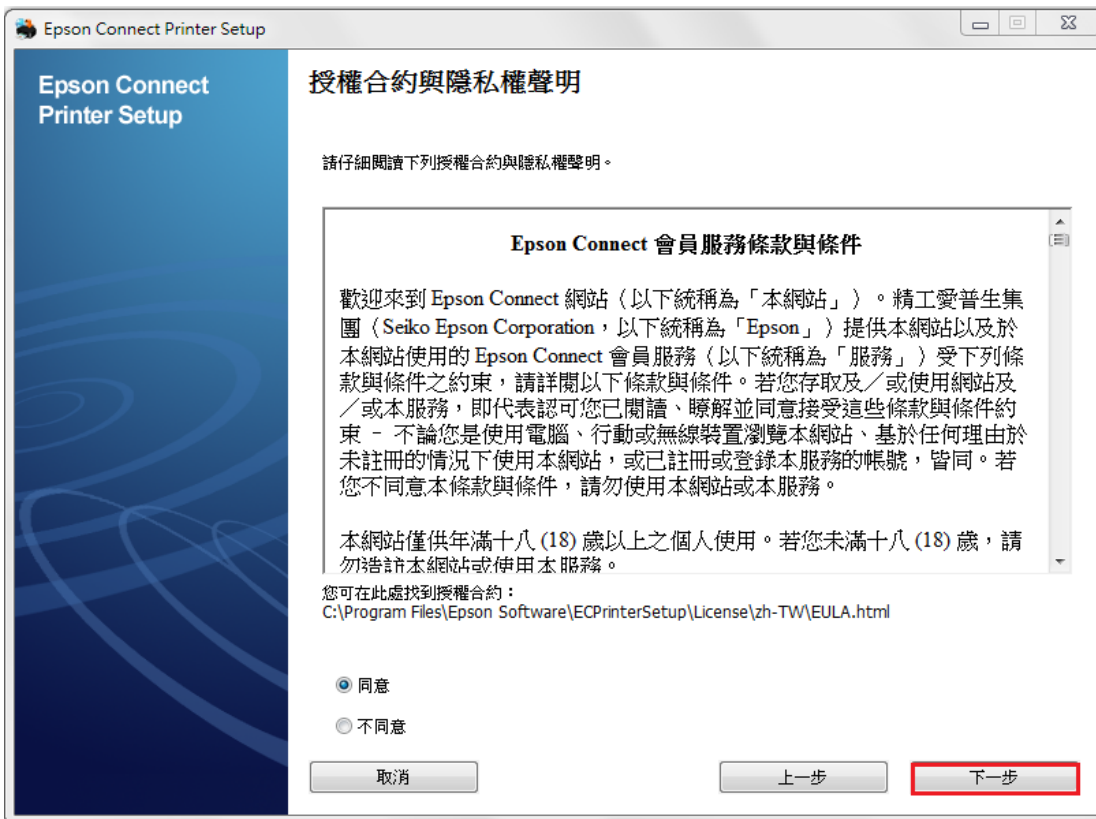 Epson Connect Printer Setup
Epson Connect
Printer Setup
授權合約與隱私權聲明
請仔細閱讀下列授權合約與隱私權聲明。
Epson Connect 會員服務條款與條件
歡迎來到 Epson Connect 網站（以下統稱為「本網站」）。精工愛普生集
團（Seiko Epson Corporation，以下統稱為「Epson」）提供本網站以及於
本網站使用的 Epson Connect 會員服務（以下統稱為「服務」）受下列條
款與條件之約束，請詳閱以下條款與條件。若您存取及／或使用網站及
／或本服務，即代表認可您已閱讀、瞭解並同意接受這些條款與條件約
束 － 不論您是使用電腦、行動或無線裝置瀏覽本網站、基於任何理由於
未註冊的情況下使用本網站，或已註冊或登錄本服務的帳號，皆同。若
您不同意本條款與條件，請勿使用本網站或本服務。
本網站僅供年滿十八 (18) 歲以上之個人使用。若您未滿十八 (18) 歲，請
勿造訪本網站或使用本服務。
您可在此處找到授權合約：
C:\Program Files\Epson Software\ECPrinterSetup\License\zh-TW\EULA.html
同意
不同意
取消
上一步
下一步